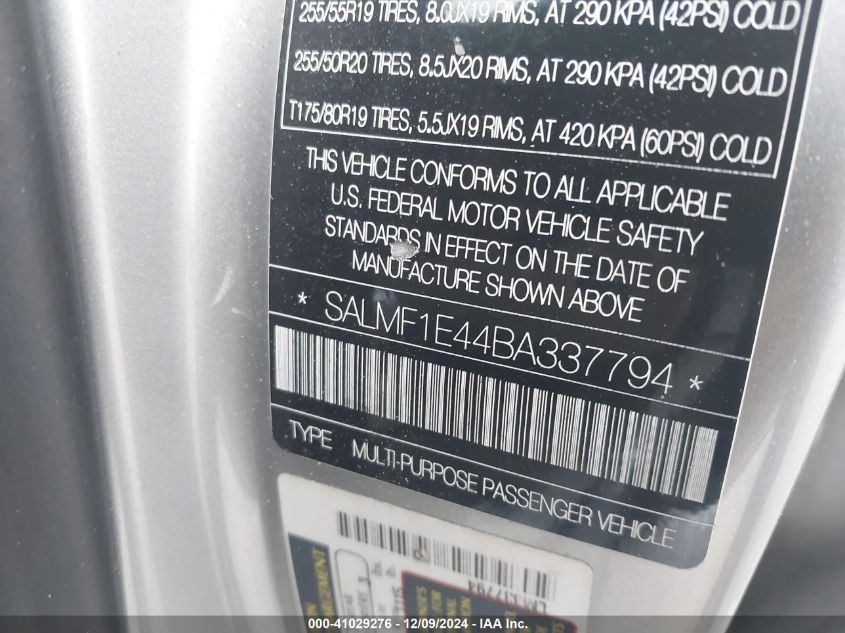 255/55R19 TIRES, 8.0JX19 RIMS, AT 290 KPA (42PSI) COLD
255/50R20 TIRES, 8.5JX20 RIMS, AT 290 KPA (42PSI) COLD
T175/80R19 TIRES, 5.5JX19 RIMS, AT 420 KPA (60PSI) COLD
THIS VEHICLE CONFORMS TO ALL APPLICABLE
U.S. FEDERAL MOTOR VEHICLE SAFETY
STANDARDS IN EFFECT ON THE DATE OF
MANUFACTURE SHOWN ABOVE
* SALMF1E44BA337794 *
TYPE MULTI-PURPOSE PASSENGER VEHICLE
000-41029276 - 12/09/2024 - IAA Inc.